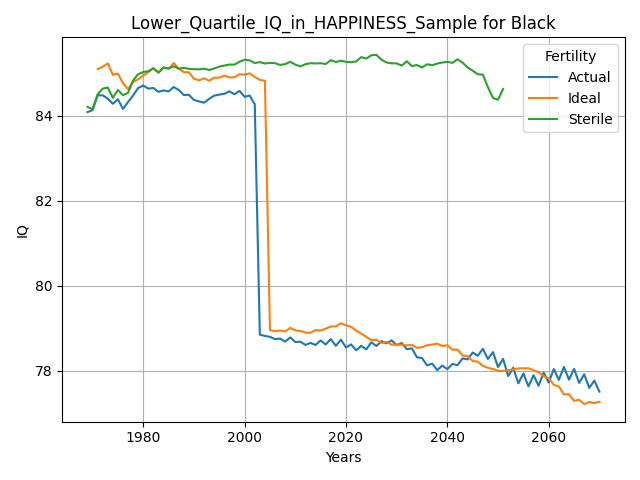 Lower_Quartile_IQ_in_HAPPINESS_Sample for Black
Fertility
Actual
Ideal
Sterile
IQ
84
82
80
78
1980
2000
2020
2040
2060
Years